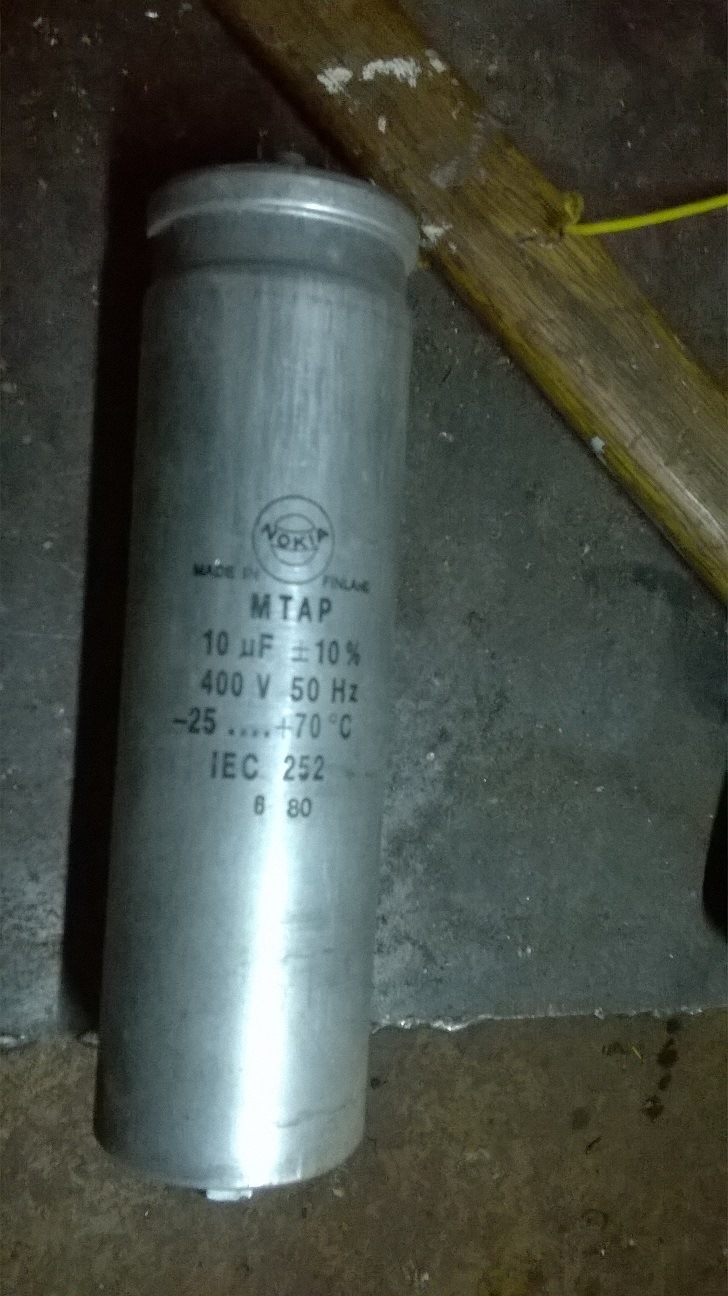 NOKIA
MADE IN FINLAND
MTAP
10 µF ±10%
400 V 50 Hz
–25 ....+70 °C
IEC 252
6 80